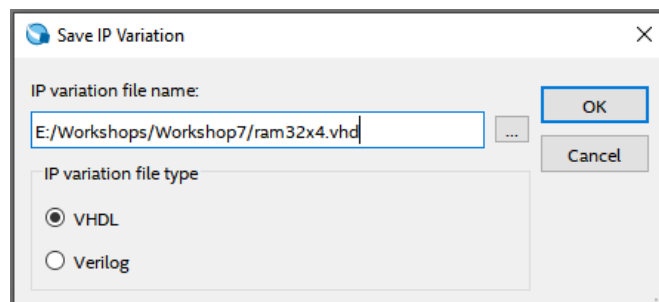 Save IP Variation
IP variation file name:
E:/Workshops/Workshop7/ram32x4.vhd
...
OK
Cancel
IP variation file type
VHDL
Verilog